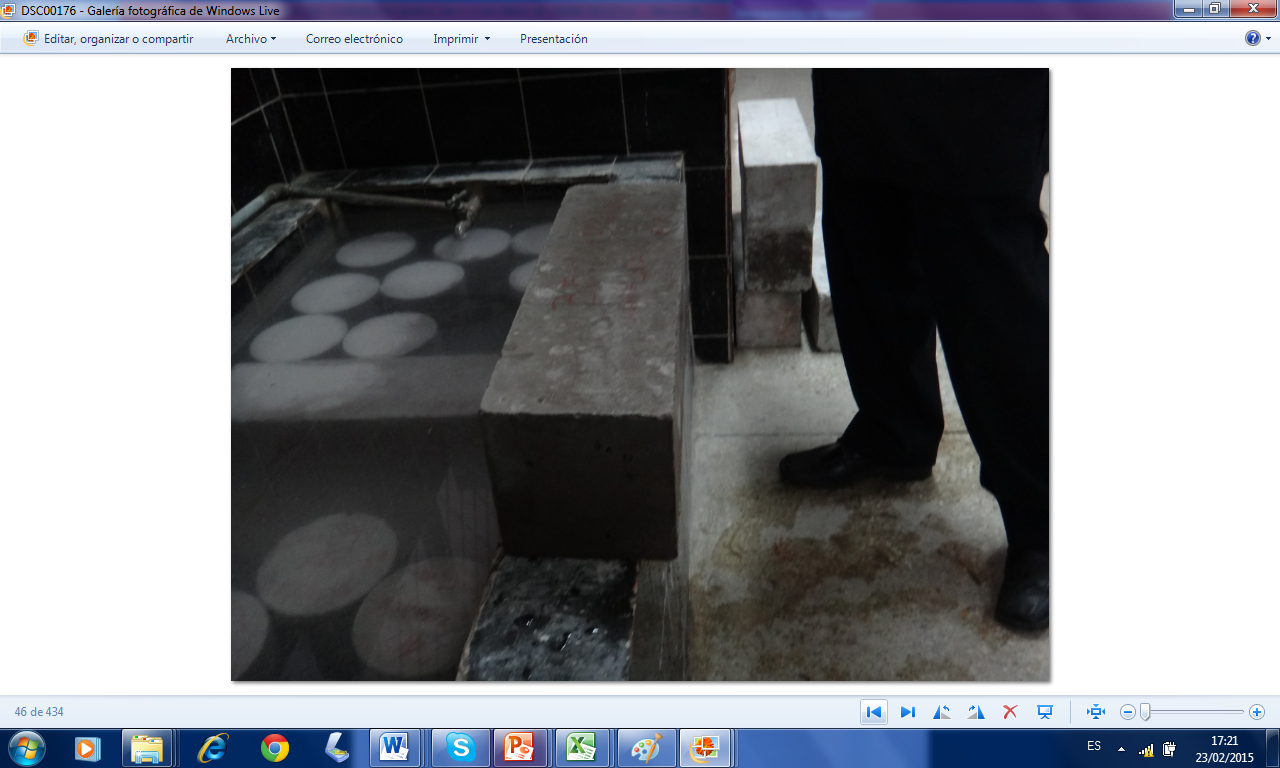 DSC00176 - Galería fotográfica de Windows Live
Editar, organizar o compartir Archivo Correo electrónico Imprimir Presentación
46 de 434
ES 17:21
23/02/2015